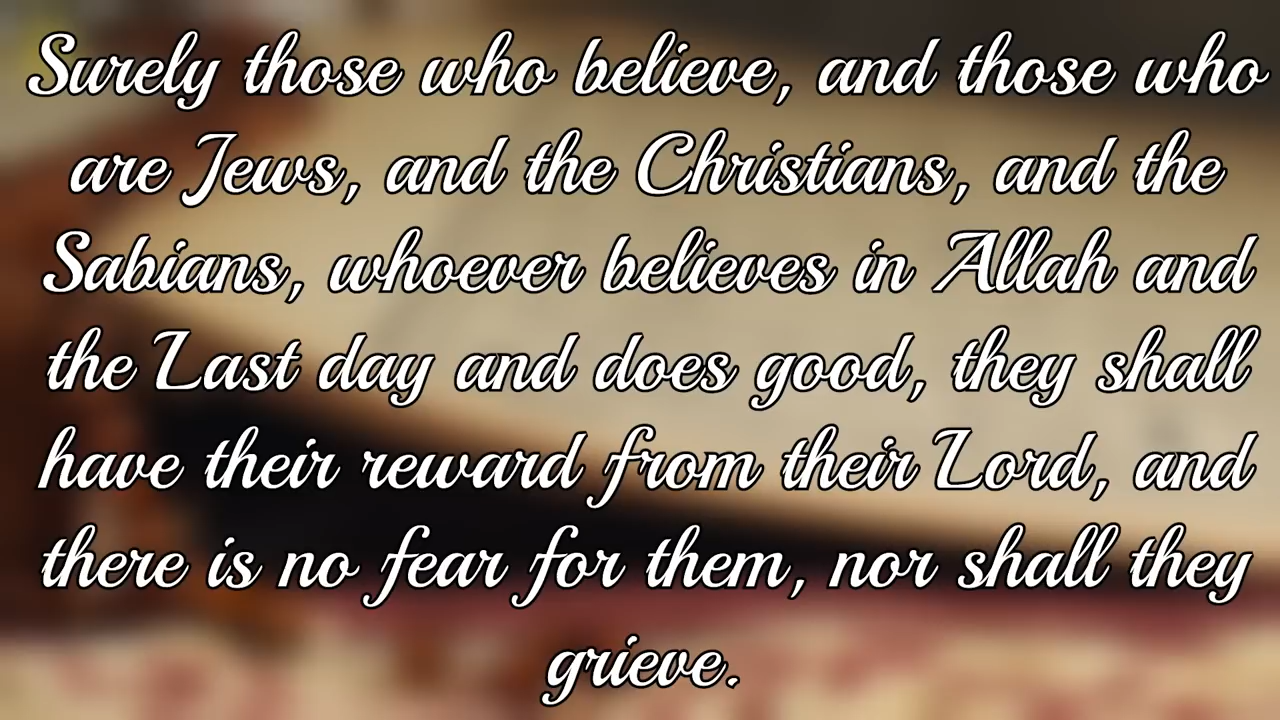 Surely those who believe, and those who
are Jews, and the Christians, and the
Sabians, whoever believes in Allah and
the Last day and does good, they shall
have their reward from their Lord, and
there is no fear for them, nor shall they
grieve.